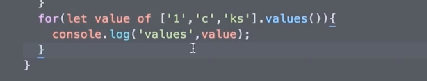 }
for(let value of ['1','c','ks'].values()){
console.log('values',value);
}
}